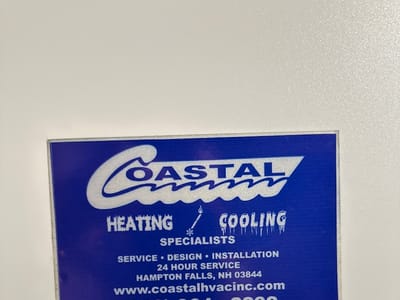 COASTAL
HEATING / COOLING
SPECIALISTS
SERVICE • DESIGN • INSTALLATION
24 HOUR SERVICE
HAMPTON FALLS, NH 03844
www.coastalhvacinc.com